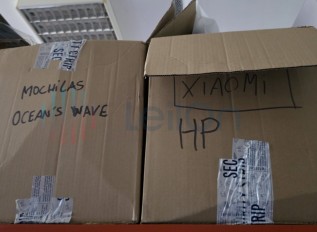 MOCHILAS
OCEAN'S WAVE
XIAOMI
HP